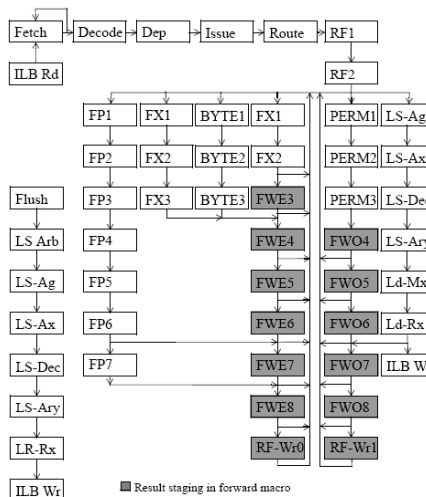 Fetch Decode Dep Issue Route RF1
ILB Rd RF2
FP1 FX1 BYTE1 FX1 PERM1 LS-Ag
FP2 FX2 BYTE2 FX2 PERM2 LS-Ax
Flush FP3 FX3 BYTE3 FWE3 PERM3 LS-Dec
LS Arb FP4 FWE4 FWO4 LS-Ary
LS-Ag FP5 FWE5 FWO5 Ld-Mx
LS-Ax FP6 FWE6 FWO6 Ld-Rx
LS-Dec FP7 FWE7 FWO7 ILB W
LS-Ary FWE8 FWO8
LR-Rx RF-Wr0 RF-Wr1
ILB Wr Result staging in forward macro